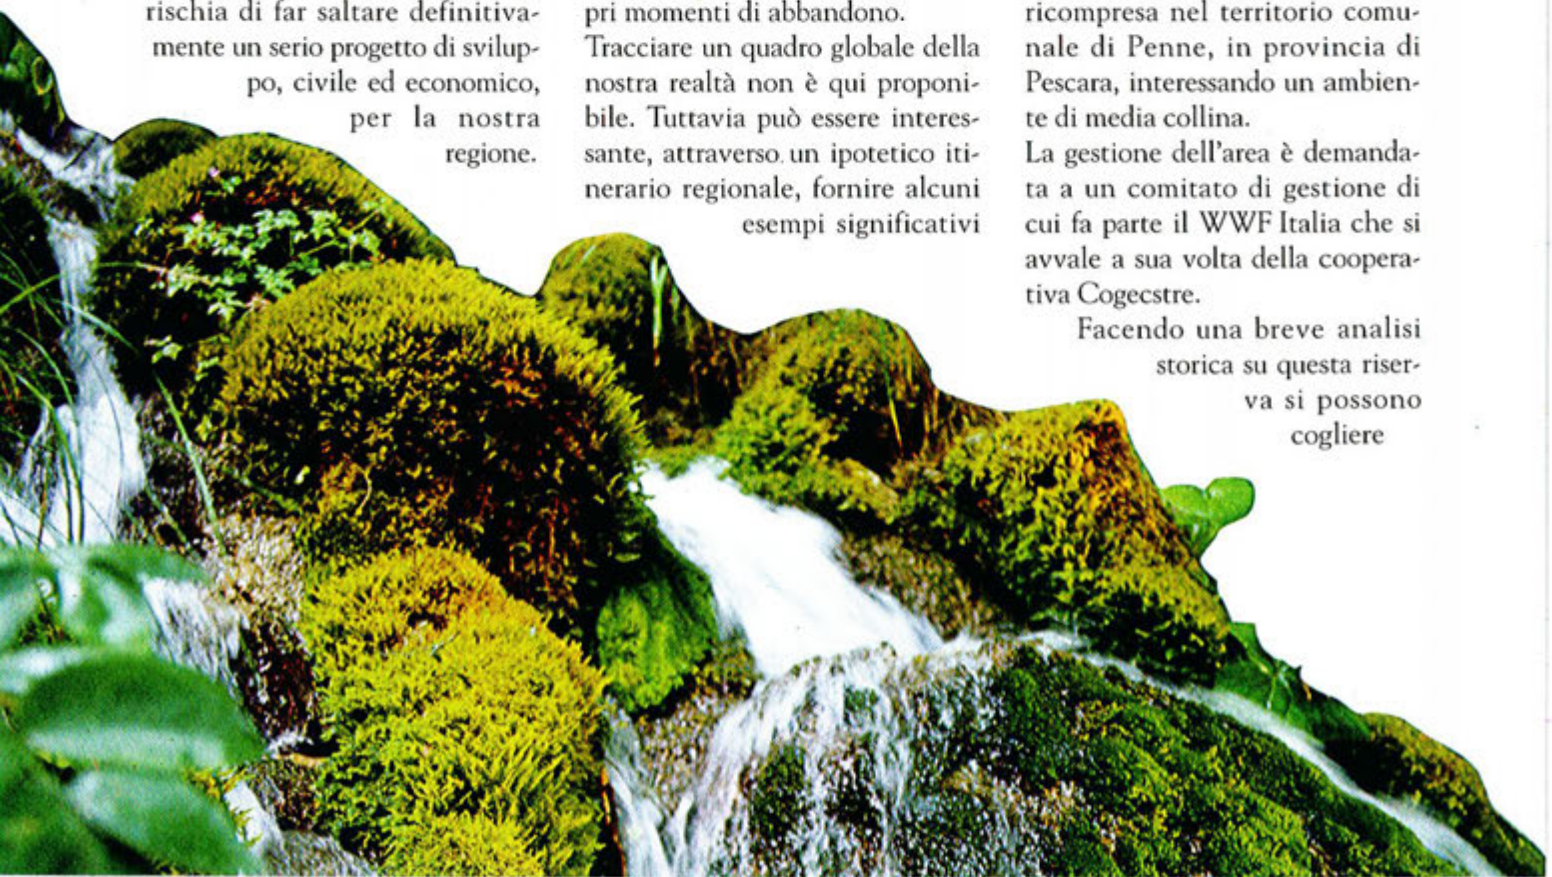 rischia di far saltare definitiva-
mente un serio progetto di svilup-
po, civile ed economico,
per la nostra
regione.
pri momenti di abbandono.
Tracciare un quadro globale della
nostra realtà non è qui proponi-
bile. Tuttavia può essere interes-
sante, attraverso un ipotetico iti-
nerario regionale, fornire alcuni
esempi significativi
ricompresa nel territorio comu-
nale di Penne, in provincia di
Pescara, interessando un ambien-
te di media collina.
La gestione dell'area è demanda-
ta a un comitato di gestione di
cui fa parte il WWF Italia che si
avvale a sua volta della coopera-
tiva Cogecstre.
Facendo una breve analisi
storica su questa riser-
va si possono
cogliere